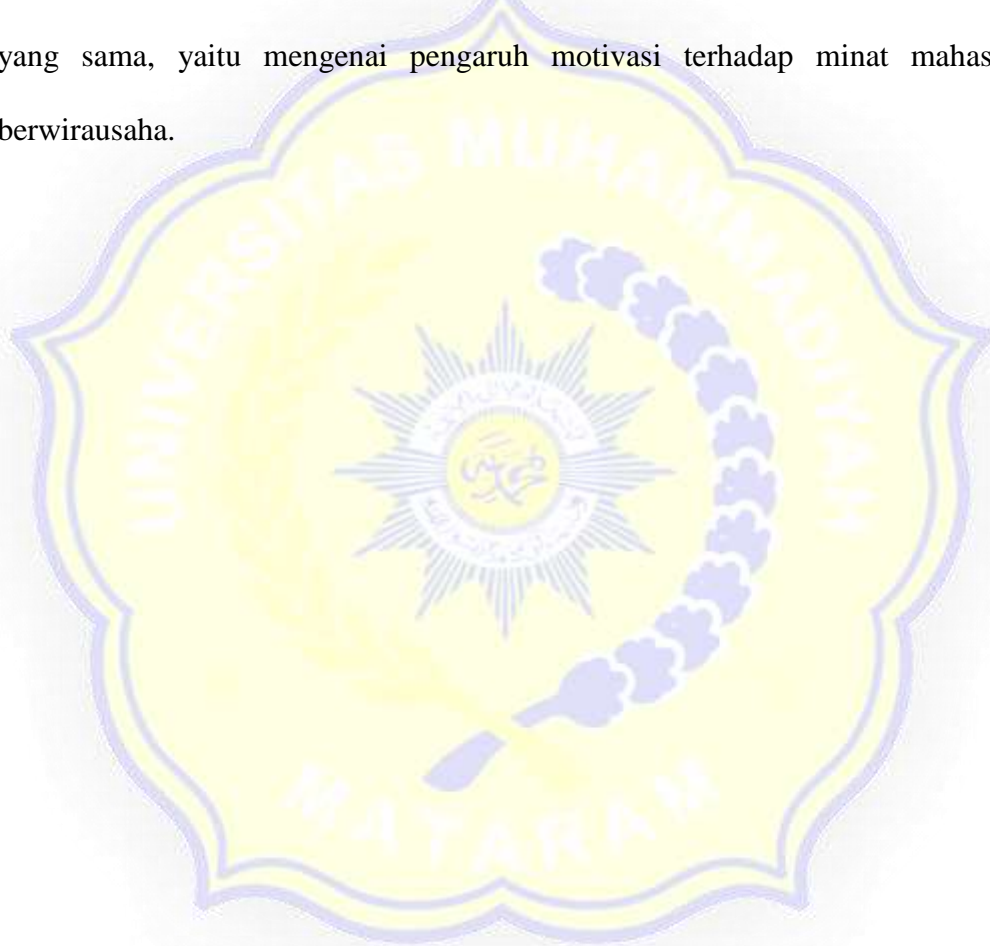 yang sama, yaitu mengenai pengaruh motivasi terhadap minat mahas
berwirausaha.
UNIVERSITAS MUHAMMADIYAH
MATARAM